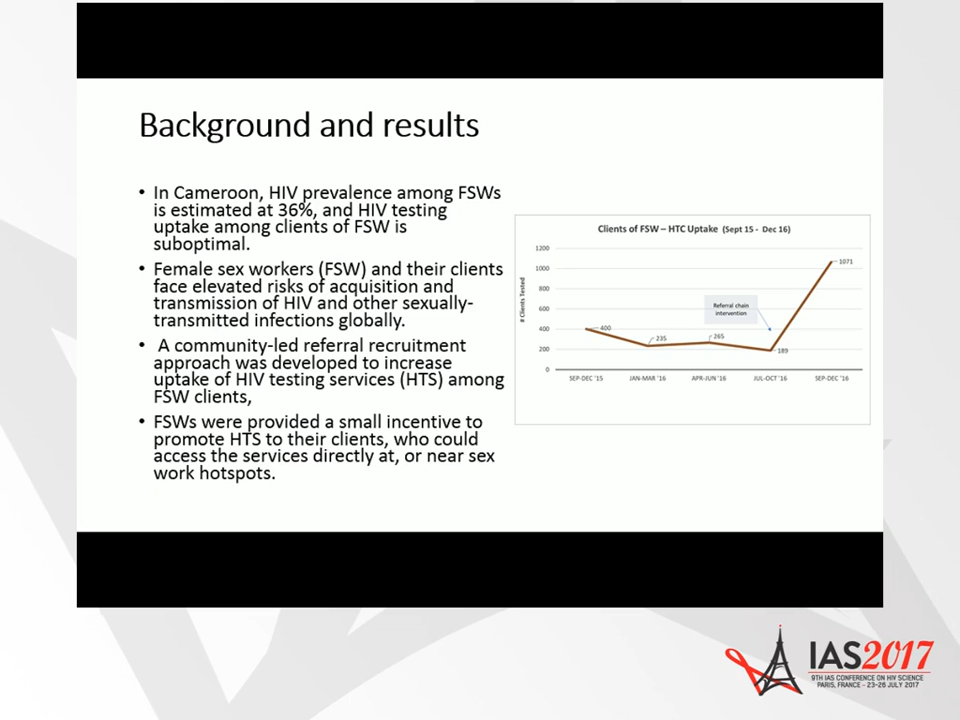 Background and results
• In Cameroon, HIV prevalence among FSWs
is estimated at 36%, and HIV testing
uptake among clients of FSW is
suboptimal.
• Female sex workers (FSW) and their clients
face elevated risks of acquisition and
transmission of HIV and other sexually-
transmitted infections globally.
• A community-led referral recruitment
approach was developed to increase
uptake of HIV testing services (HTS) among
FSW clients,
• FSWs were provided a small incentive to
promote HTS to their clients, who could
access the services directly at, or near sex
work hotspots.
Clients of FSW – HTC Uptake (Sept 15 - Dec 16)
# Clients Tested
1200
1000
800
600
400
200
0
400
235
265
189
1071
Referral chain
intervention
SEP-DEC '15
JAN-MAR '16
APR-JUN '16
JUL-OCT '16
SEP-DEC '16
IAS2017
9TH IAS CONFERENCE ON HIV SCIENCE
PARIS, FRANCE - 23-26 JULY 2017